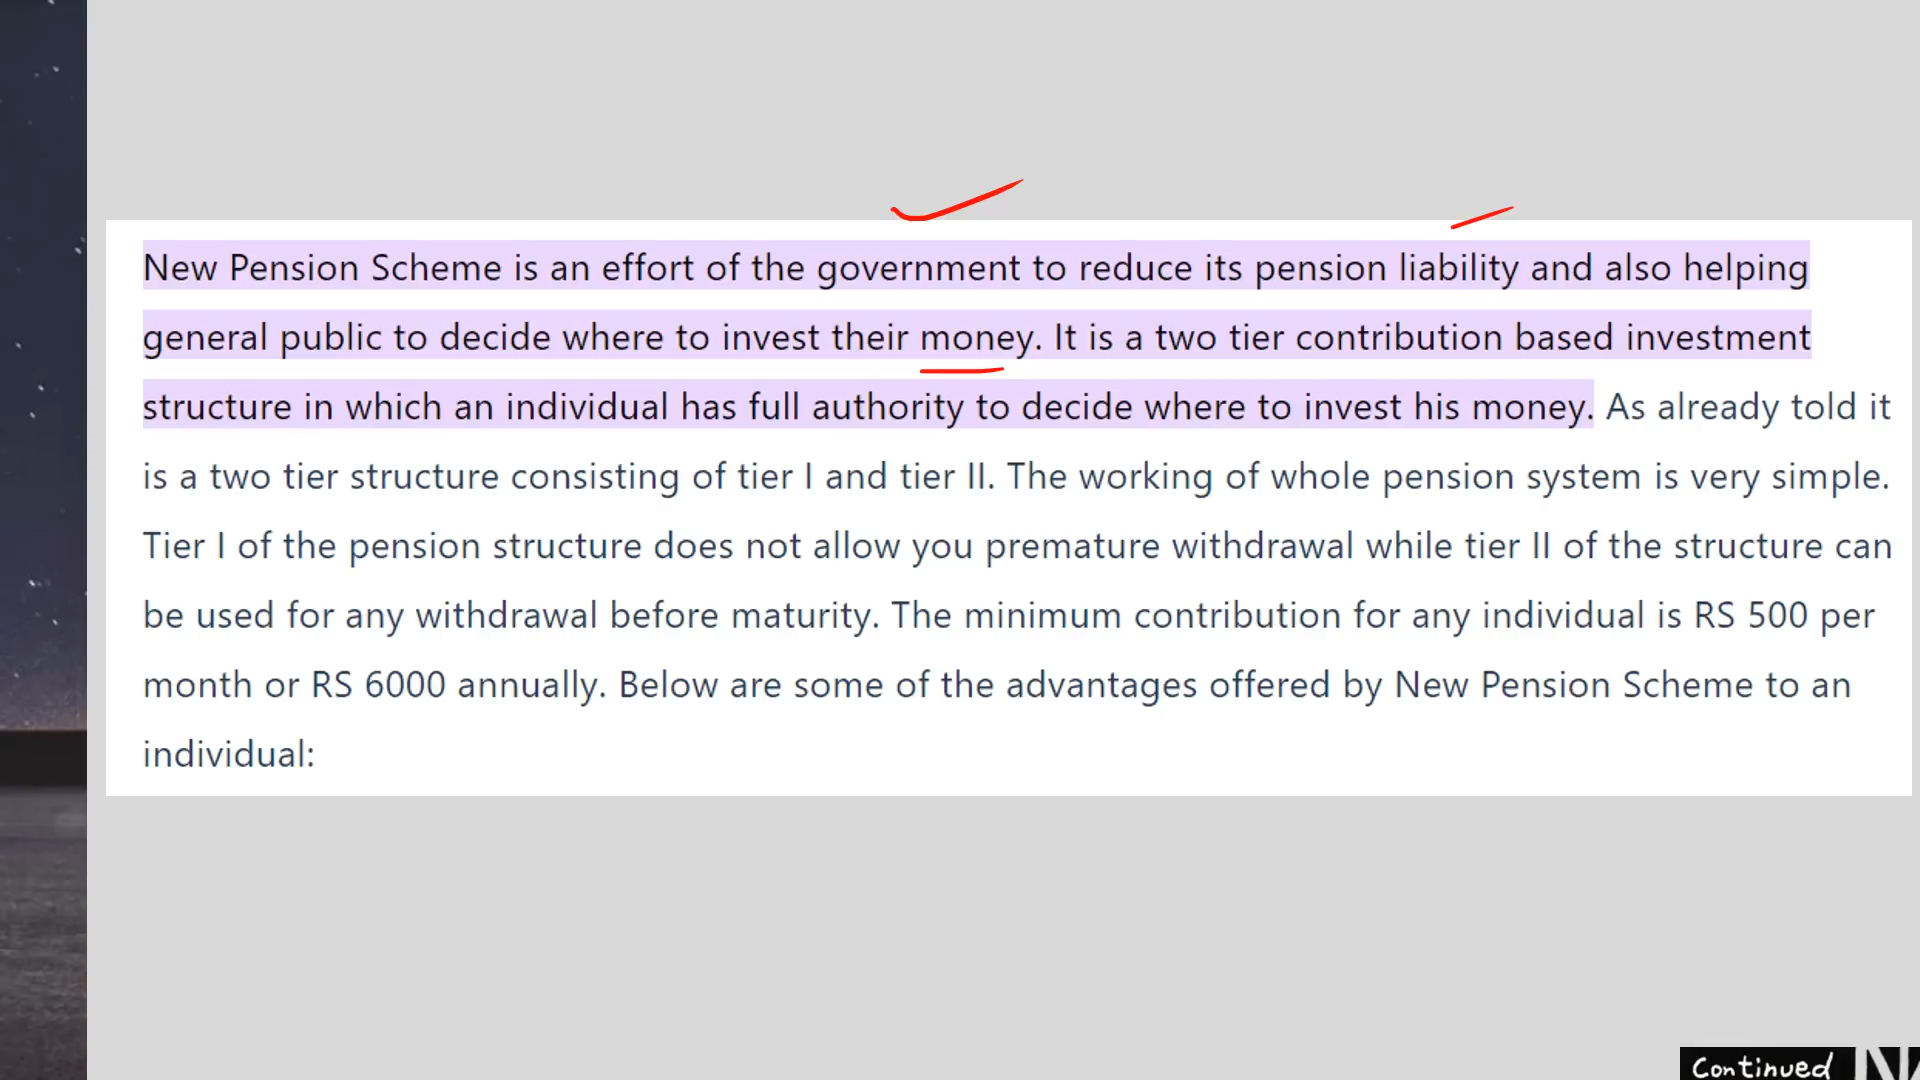 New Pension Scheme is an effort of the government to reduce its pension liability and also helping
general public to decide where to invest their money. It is a two tier contribution based investment
structure in which an individual has full authority to decide where to invest his money. As already told it
is a two tier structure consisting of tier I and tier II. The working of whole pension system is very simple.
Tier I of the pension structure does not allow you premature withdrawal while tier II of the structure can
be used for any withdrawal before maturity. The minimum contribution for any individual is RS 500 per
month or RS 6000 annually. Below are some of the advantages offered by New Pension Scheme to an
individual:
Continued